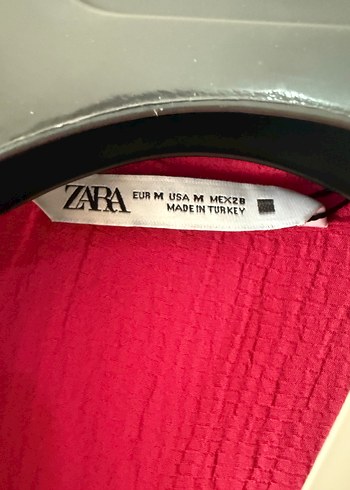 ZARA
EUR M USA M MEX 28
MADE IN TURKEY